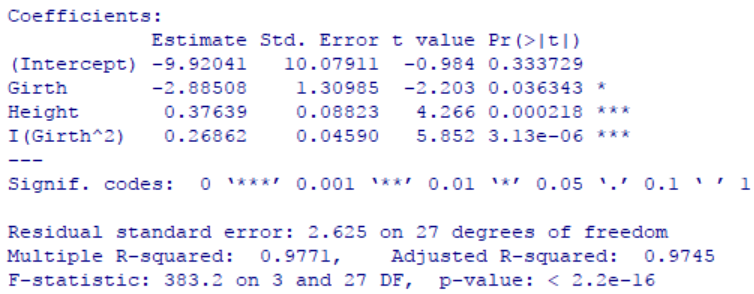 Coefficients:
            Estimate Std. Error t value Pr(>|t|)
(Intercept) -9.92041   10.07911  -0.984 0.333729
Girth       -2.88508    1.30985  -2.203 0.036343 *
Height       0.37639    0.08823   4.266 0.000218 ***
I(Girth^2)   0.26862    0.04590   5.852 3.13e-06 ***
---
Signif. codes:  0 ‘***’ 0.001 ‘**’ 0.01 ‘*’ 0.05 ‘.’ 0.1 ‘ ’ 1
Residual standard error: 2.625 on 27 degrees of freedom
Multiple R-squared:  0.9771,    Adjusted R-squared:  0.9745
F-statistic: 383.2 on 3 and 27 DF,  p-value: < 2.2e-16